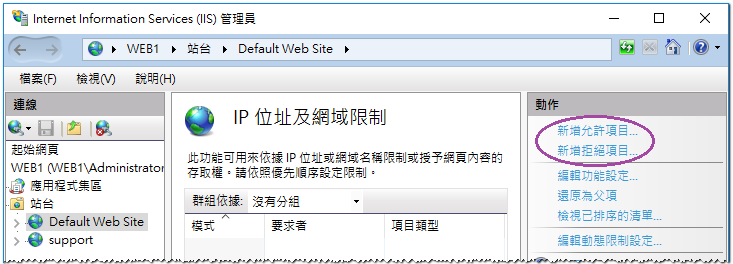 Internet Information Services (IIS) 管理員
WEB1 站台 Default Web Site
檔案(F) 檢視(V) 說明(H)
連線
起始網頁
WEB1 (WEB1\Administrator
應用程式集區
站台
Default Web Site
support
IP 位址及網域限制
此功能可用來依據 IP 位址或網域名稱限制或授予網頁內容的
存取權。請依照優先順序設定限制。
群組依據: 沒有分組
模式 要求者 項目類型
動作
新增允許項目...
新增拒絕項目...
編輯功能設定...
還原為父項
檢視已排序的清單...
編輯動態限制設定...